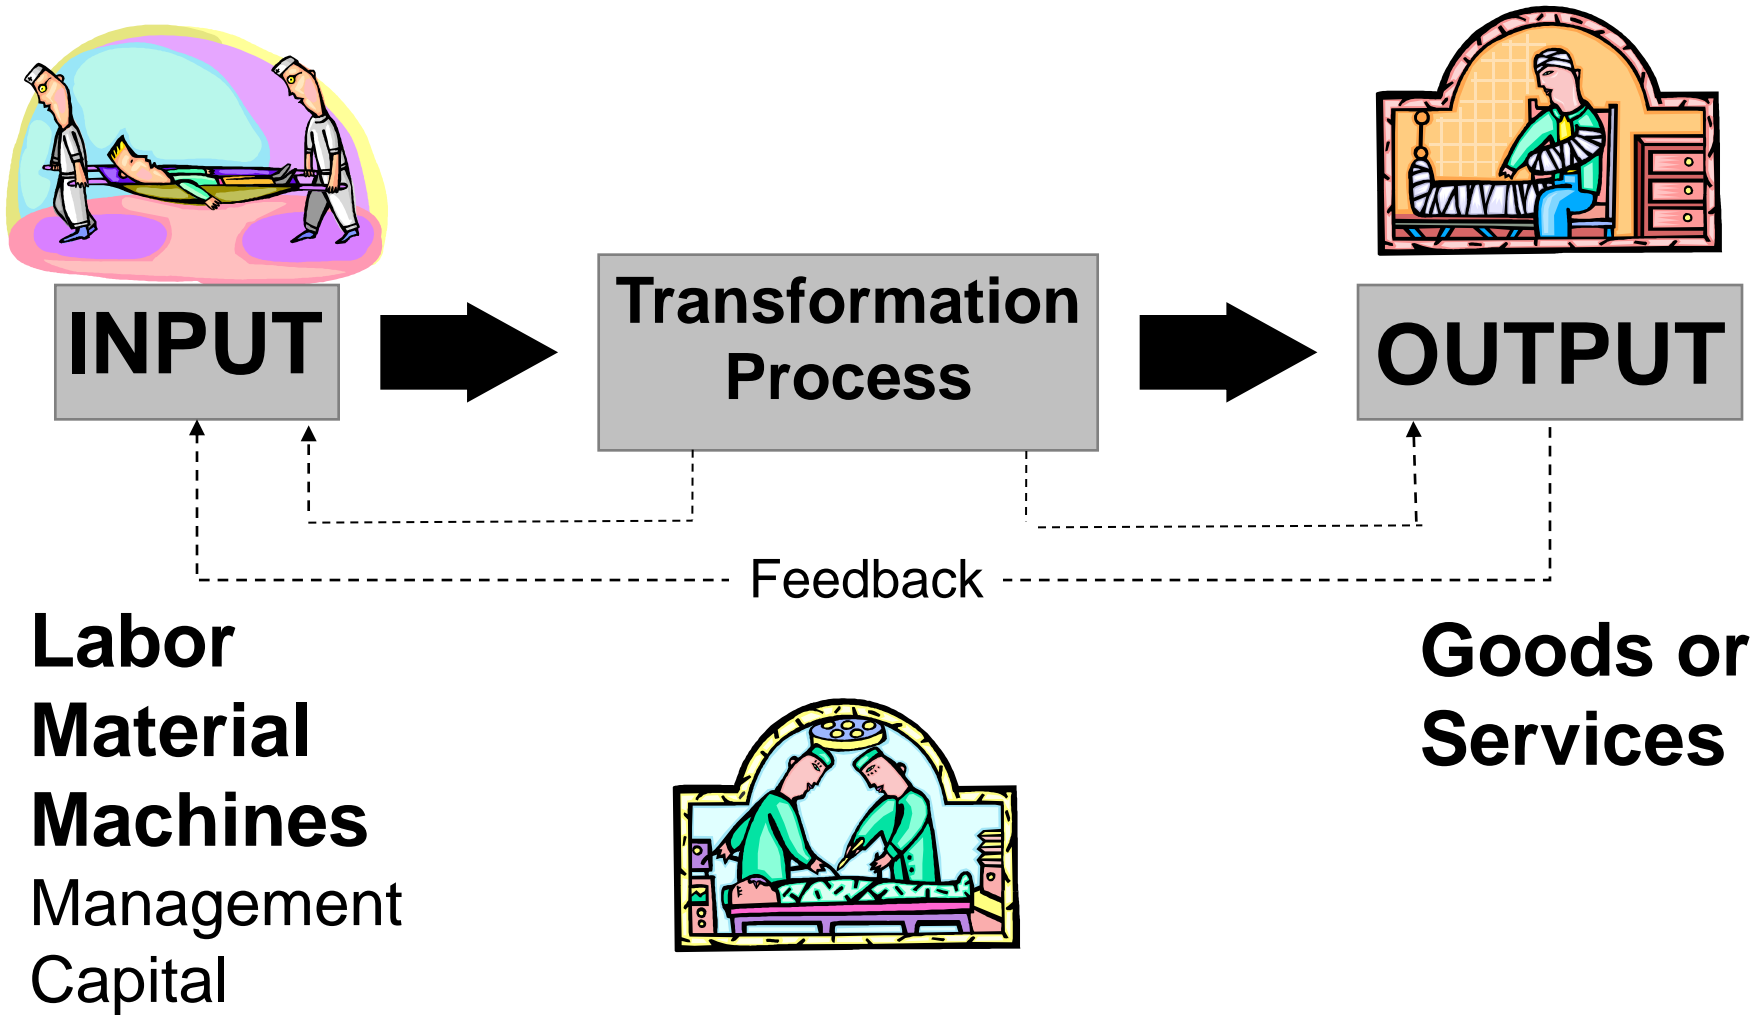 INPUT
Transformation
Process
OUTPUT
Feedback
Labor
Material
Machines
Management
Capital
Goods or
Services